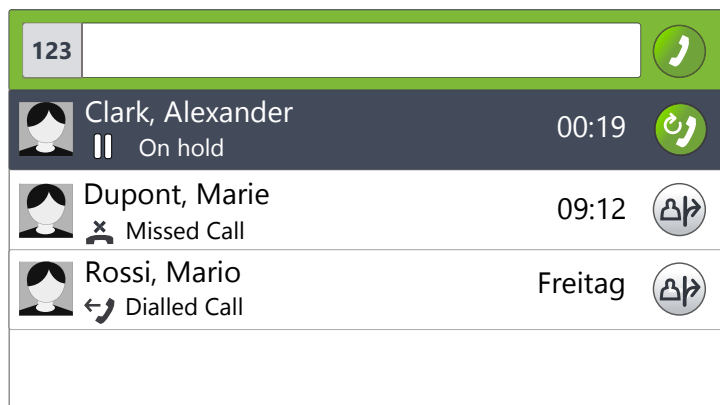 123
Clark, Alexander 00:19
On hold
Dupont, Marie 09:12
Missed Call
Rossi, Mario Freitag
Dialled Call